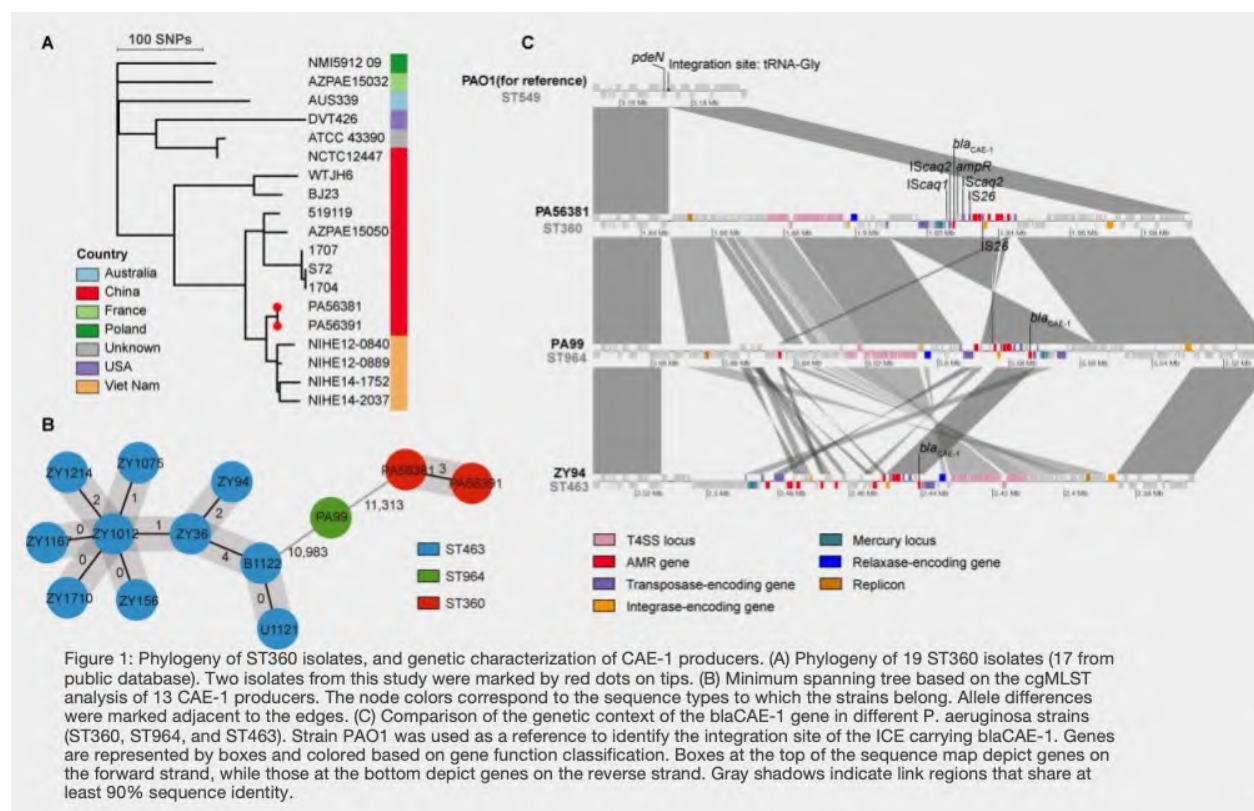 A
100 SNPs
NMI5912 09
AZPAE15032
AUS339
DVT426
ATCC 43390
NCTC12447
WTJH6
BJ23
519119
AZPAE15050
1707
S72
1704
PA56381
PA56391
NIHE12-0840
NIHE12-0889
NIHE14-1752
NIHE14-2037
Country
Australia
China
France
Poland
Unknown
USA
Viet Nam
B
ZY1214
ZY1075
ZY94
2
1
2
ZY1167
0
ZY1012
1
ZY36
0
0
4
ZY1710
ZY156
B1122
0
U1121
10,983
PA99
11,313
PA56381
3
PA56391
ST463
ST964
ST360
C
pdeN
Integration site: tRNA-Gly
PAO1(for reference)
ST549
blaCAE-1
IScaq2 ampR
IScaq1
IScaq2
IS26
PA56381
ST360
IS26
blaCAE-1
PA99
ST964
blaCAE-1
ZY94
ST463
T4SS locus
AMR gene
Transposase-encoding gene
Integrase-encoding gene
Mercury locus
Relaxase-encoding gene
Replicon
Figure 1: Phylogeny of ST360 isolates, and genetic characterization of CAE-1 producers. (A) Phylogeny of 19 ST360 isolates (17 from
public database). Two isolates from this study were marked by red dots on tips. (B) Minimum spanning tree based on the cgMLST
analysis of 13 CAE-1 producers. The node colors correspond to the sequence types to which the strains belong. Allele differences
were marked adjacent to the edges. (C) Comparison of the genetic context of the blaCAE-1 gene in different P. aeruginosa strains
(ST360, ST964, and ST463). Strain PAO1 was used as a reference to identify the integration site of the ICE carrying blaCAE-1. Genes
are represented by boxes and colored based on gene function classification. Boxes at the top of the sequence map depict genes on
the forward strand, while those at the bottom depict genes on the reverse strand. Gray shadows indicate link regions that share at
least 90% sequence identity.